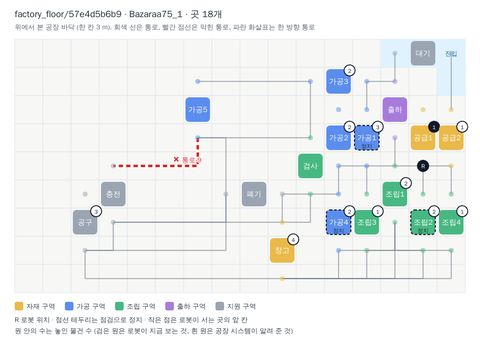 factory_floor/57e4d5b6b9 · Bazaraa75_1 · 곳 18개
위에서 본 공장 바닥 (한 칸 3 m). 회색 선은 통로, 빨간 점선은 막힌 통로, 파란 화살표는 한 방향 통로
대기
2
가공3
가공5
출하
2 3 1 1
가공2 가공1 공급1 공급2
정지
✕ 통로
검사
R
충전
폐기
조립1
2
3
공구
2 1 2 1
가공4 조립3 조립2 조립4
정지 정지
4
창고
자재 구역 가공 구역 조립 구역 출하 구역 지원 구역
R 로봇 위치 · 점선 테두리는 점검으로 정지 · 작은 점은 로봇이 서는 곳의 앞 칸
원 안의 수는 놓인 물건 수 (검은 원은 로봇이 지금 보는 것, 흰 원은 공장 시스템이 알려 준 것)